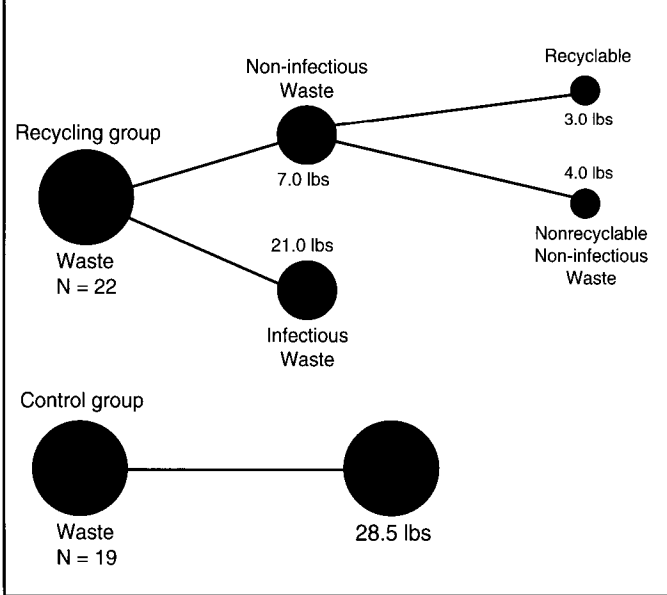 Recycling group
Waste
N = 22
Non-infectious
Waste
7.0 lbs
21.0 lbs
Infectious
Waste
Recyclable
3.0 lbs
4.0 lbs
Nonrecyclable
Non-infectious
Waste
Control group
Waste
N = 19
28.5 lbs